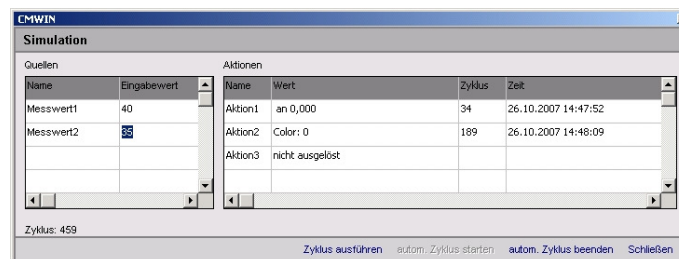 CMWIN
Simulation
Quellen
Name Eingabewert
Messwert1 40
Messwert2 35
Aktionen
Name Wert Zyklus Zeit
Aktion1 an 0,000 34 26.10.2007 14:47:52
Aktion2 Color: 0 189 26.10.2007 14:48:09
Aktion3 nicht ausgelöst
Zyklus: 459
Zyklus ausführen autom. Zyklus starten autom. Zyklus beenden Schließen